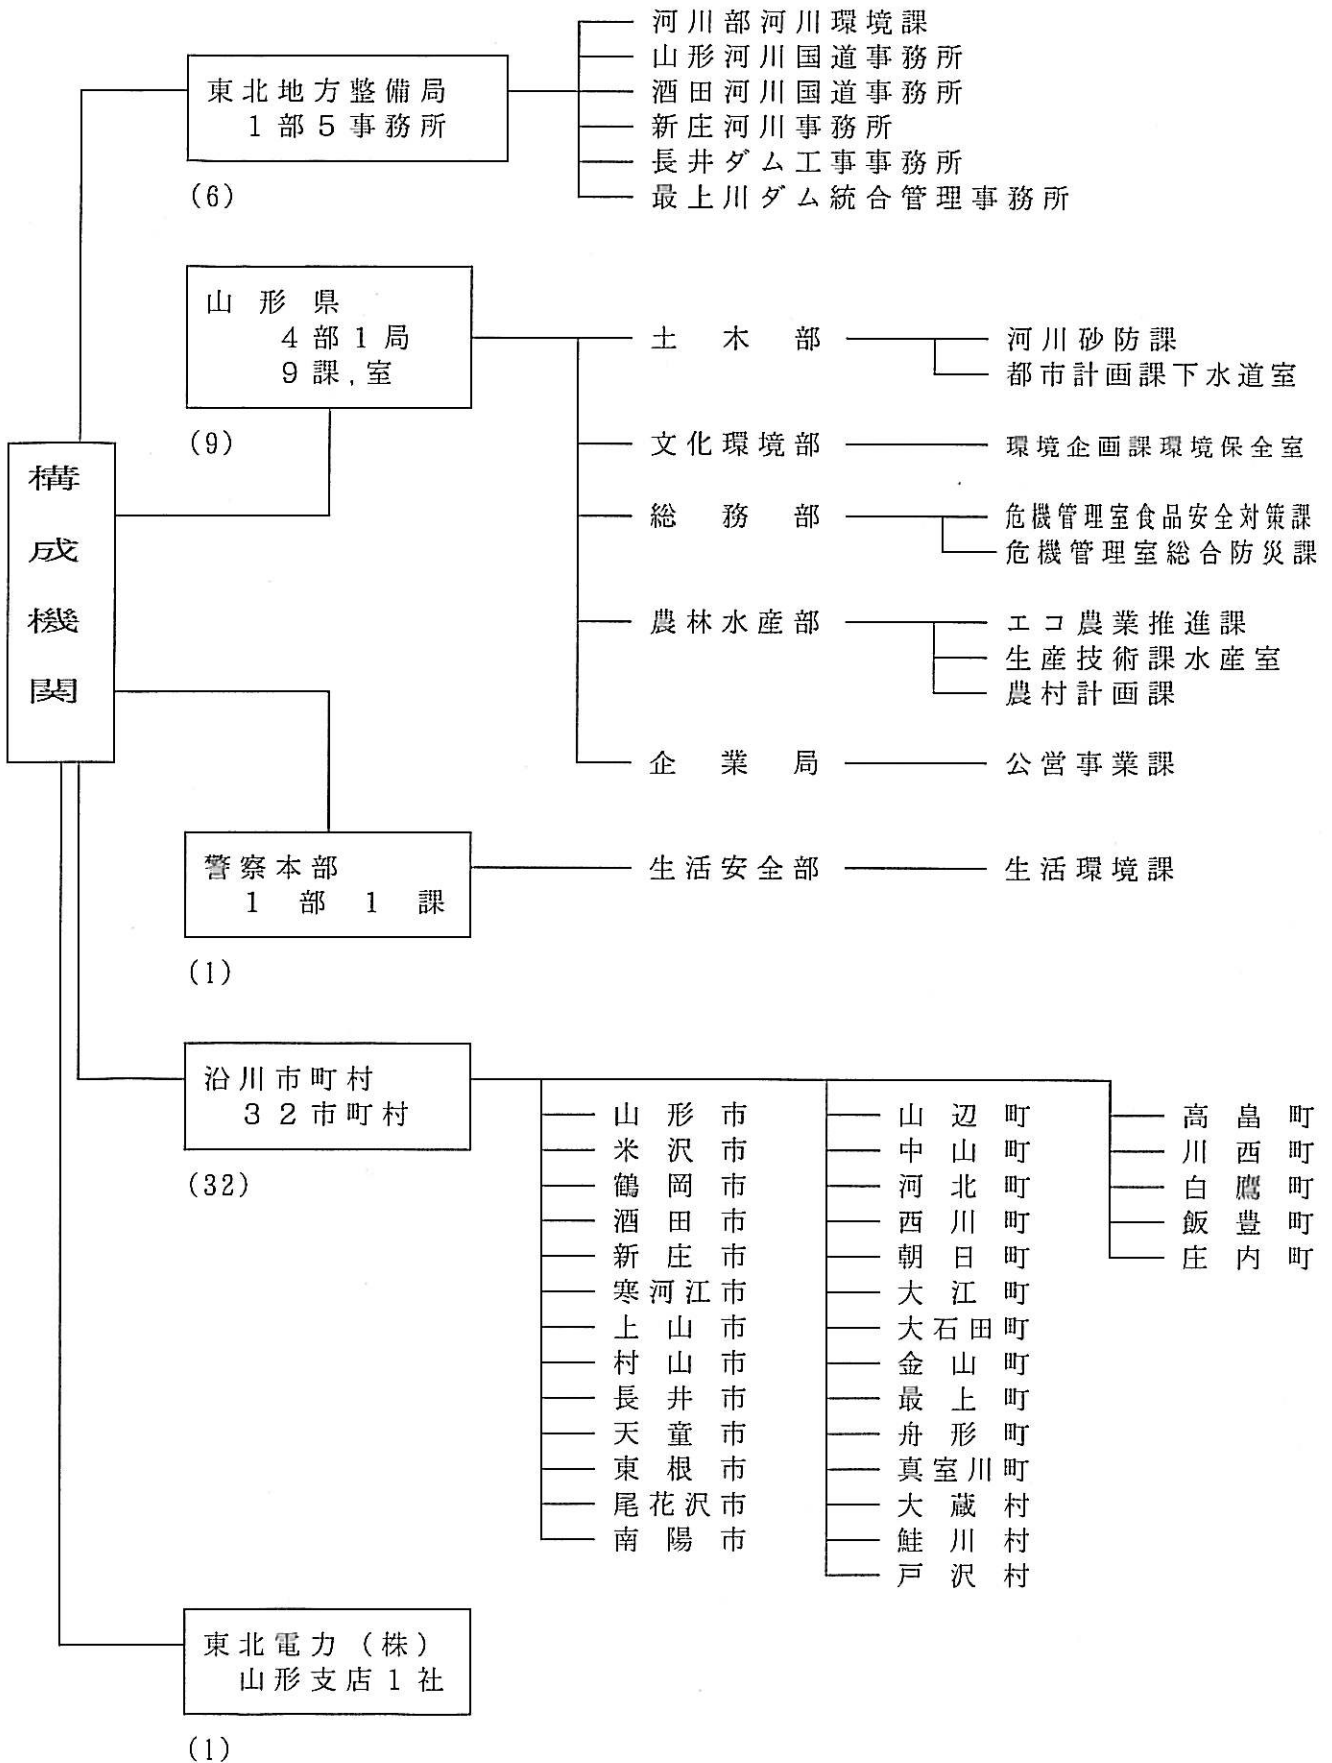 構成機関
東北地方整備局
1部5事務所
(6)
河川部河川環境課
山形河川国道事務所
酒田河川国道事務所
新庄河川事務所
長井ダム工事事務所
最上川ダム統合管理事務所
山形県
4部1局
9課,室
(9)
土木部
河川砂防課
都市計画課下水道室
文化環境部
環境企画課環境保全室
総務部
危機管理室食品安全対策課
危機管理室総合防災課
農林水産部
エコ農業推進課
生産技術課水産室
農村計画課
企業局
公営事業課
警察本部
1部1課
(1)
生活安全部
生活環境課
沿川市町村
32市町村
(32)
山形市
米沢市
鶴岡市
酒田市
新庄市
寒河江市
上山市
村山市
長井市
天童市
東根市
尾花沢市
南陽市
山辺町
中山町
河北町
西川町
朝日町
大江町
大石田町
金山町
最上町
舟形町
真室川町
大蔵村
鮭川村
戸沢村
高畠町
川西町
白鷹町
飯豊町
庄内町
東北電力(株)
山形支店1社
(1)